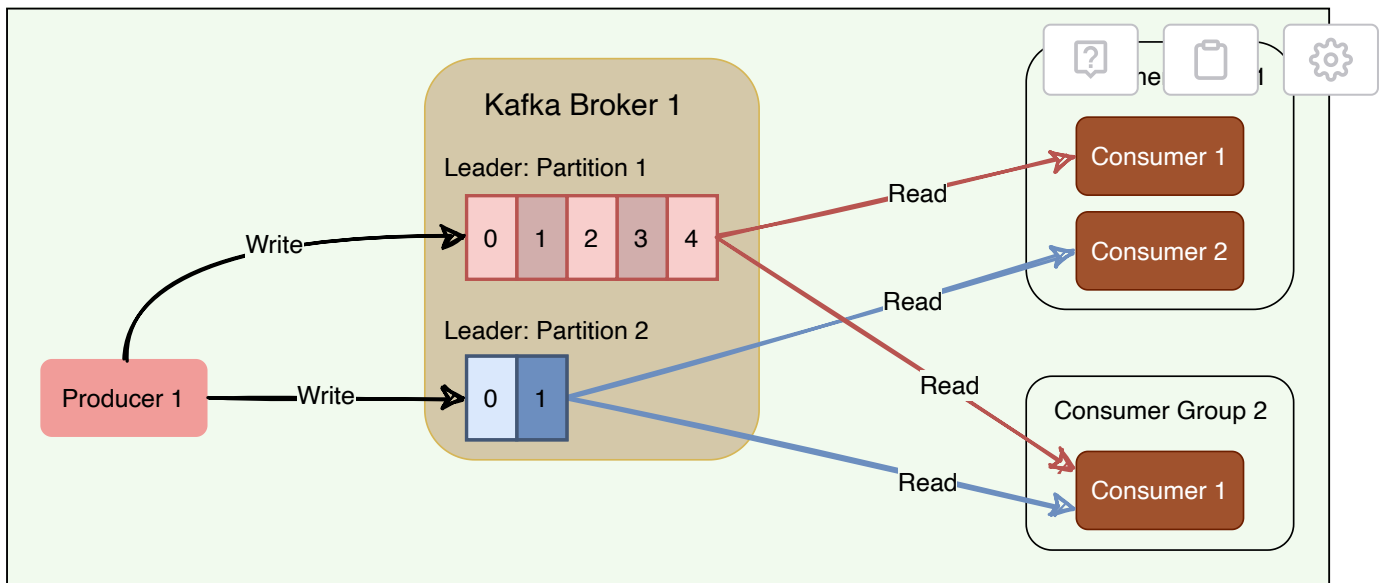 Kafka Broker 1
Leader: Partition 1
0 1 2 3 4
Leader: Partition 2
0 1
Producer 1
Write
Write
Read
Read
Read
Read
1
Consumer 1
Consumer 2
Consumer Group 2
Consumer 1
?